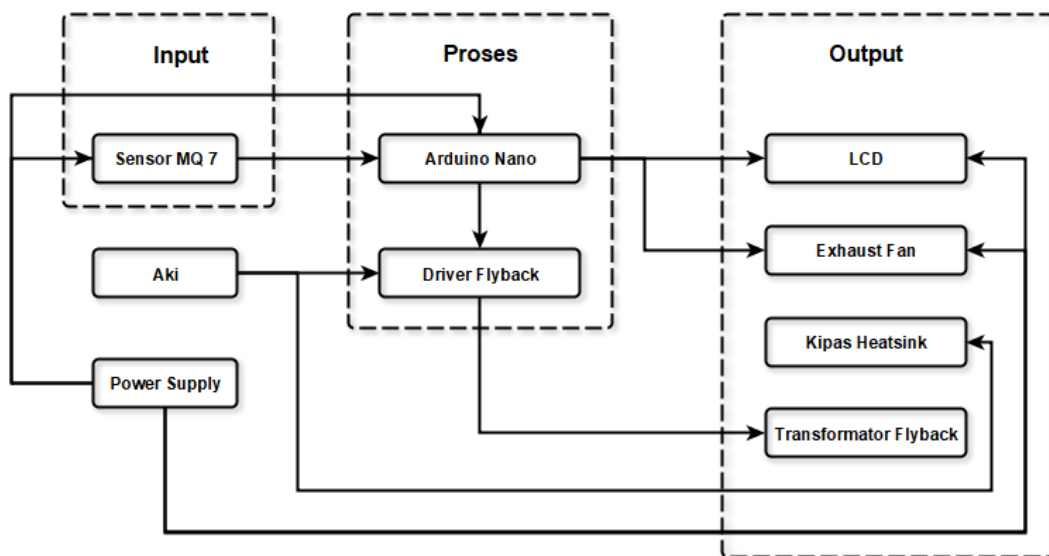 Input
Proses
Output
Sensor MQ 7
Arduino Nano
LCD
Aki
Driver Flyback
Exhaust Fan
Kipas Heatsink
Power Supply
Transformator Flyback